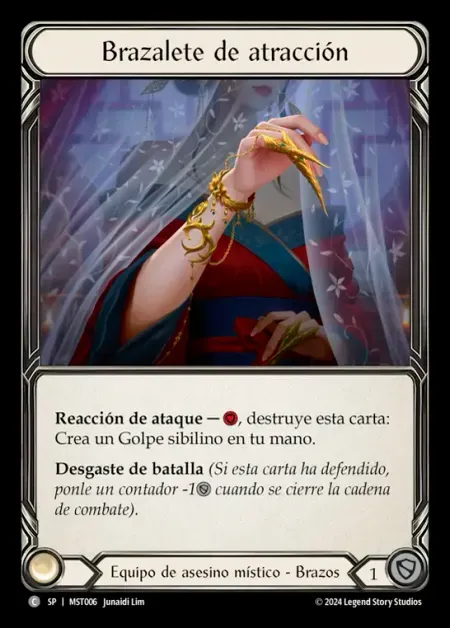 Brazalete de atracción
Reacción de ataque — , destruye esta carta:
Crea un Golpe sibilino en tu mano.
Desgaste de batalla (Si esta carta ha defendido,
ponle un contador -1 cuando se cierre la cadena
de combate).
Equipo de asesino místico - Brazos
1
C SP | MST006 Junaidi Lim
© 2024 Legend Story Studios